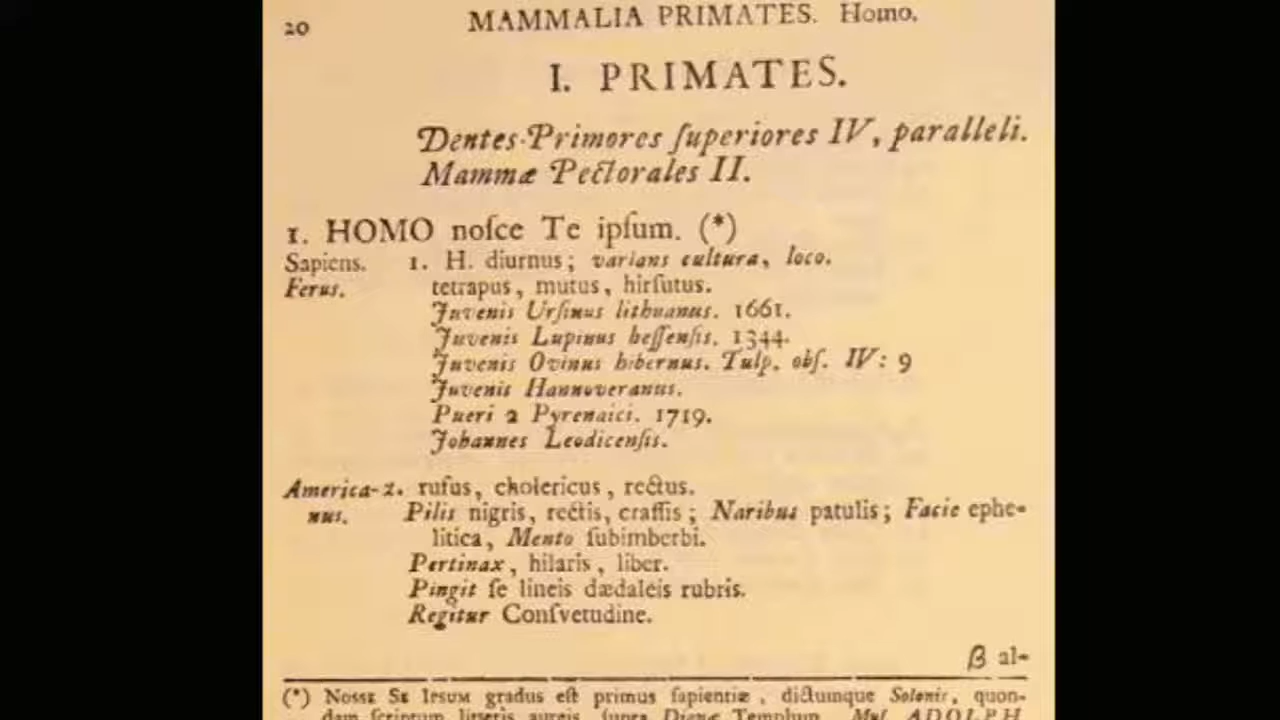 20 MAMMALIA PRIMATES. Homo.
I. PRIMATES.
Dentes Primores ſuperiores IV, paralleli.
Mammæ Pectorales II.
1. HOMO noſce Te ipſum. (*)
Sapiens. 1. H. diurnus; varians cultura, loco.
Ferus. tetrapus, mutus, hirſutus.
Juvenis Urſinus lithuanus. 1661.
Juvenis Lupinus heſſenſis. 1344.
Juvenis Ovinus hibernus. Tulp. obſ. IV: 9
Juvenis Hannoveranus.
Pueri 2 Pyrenaici. 1719.
Johannes Leodicenſis.
America- 2. rufus, cholericus, rectus.
nus. Pilis nigris, rectis, craſſis; Naribus patulis; Facie ephe-
litica, Mento ſubimberbi.
Pertinax, hilaris, liber.
Pingit ſe lineis dædaleis rubris.
Regitur Conſvetudine.
β al-
(*) NOSSE SE IPSUM gradus eſt primus ſapientiæ, dictumque Solonis, quon-
dam ſcriptum litteris aureis ſupra Dianæ Templum. Muſ. ADOLPH